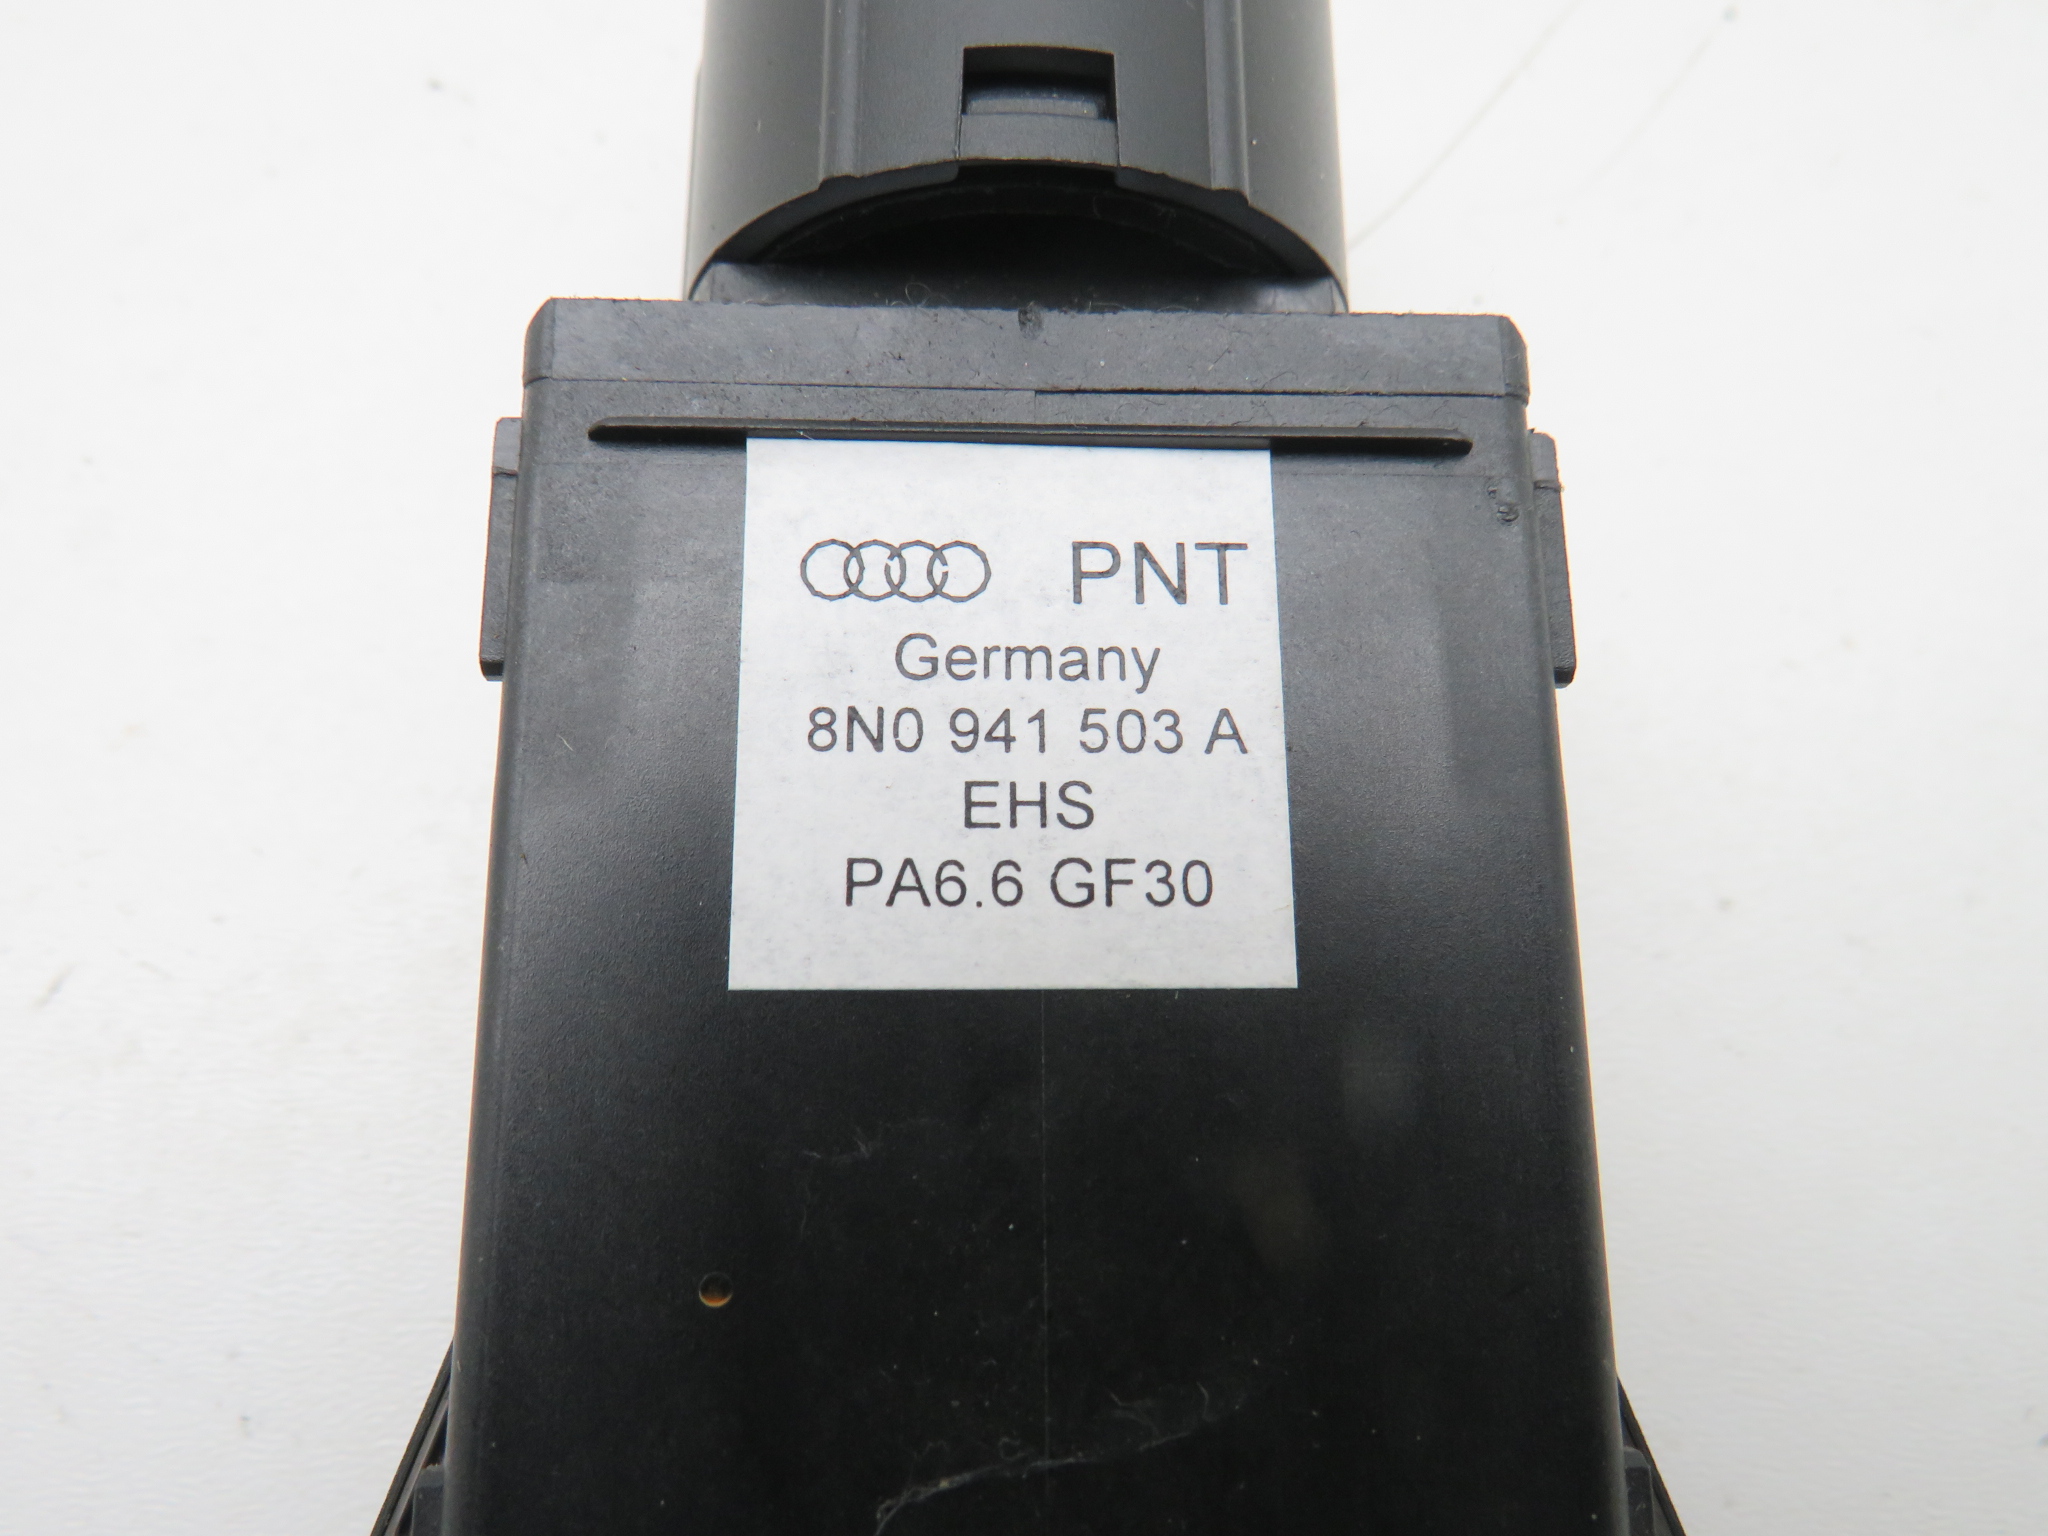 PNT
Germany
8N0 941 503 A
EHS
PA6.6 GF30